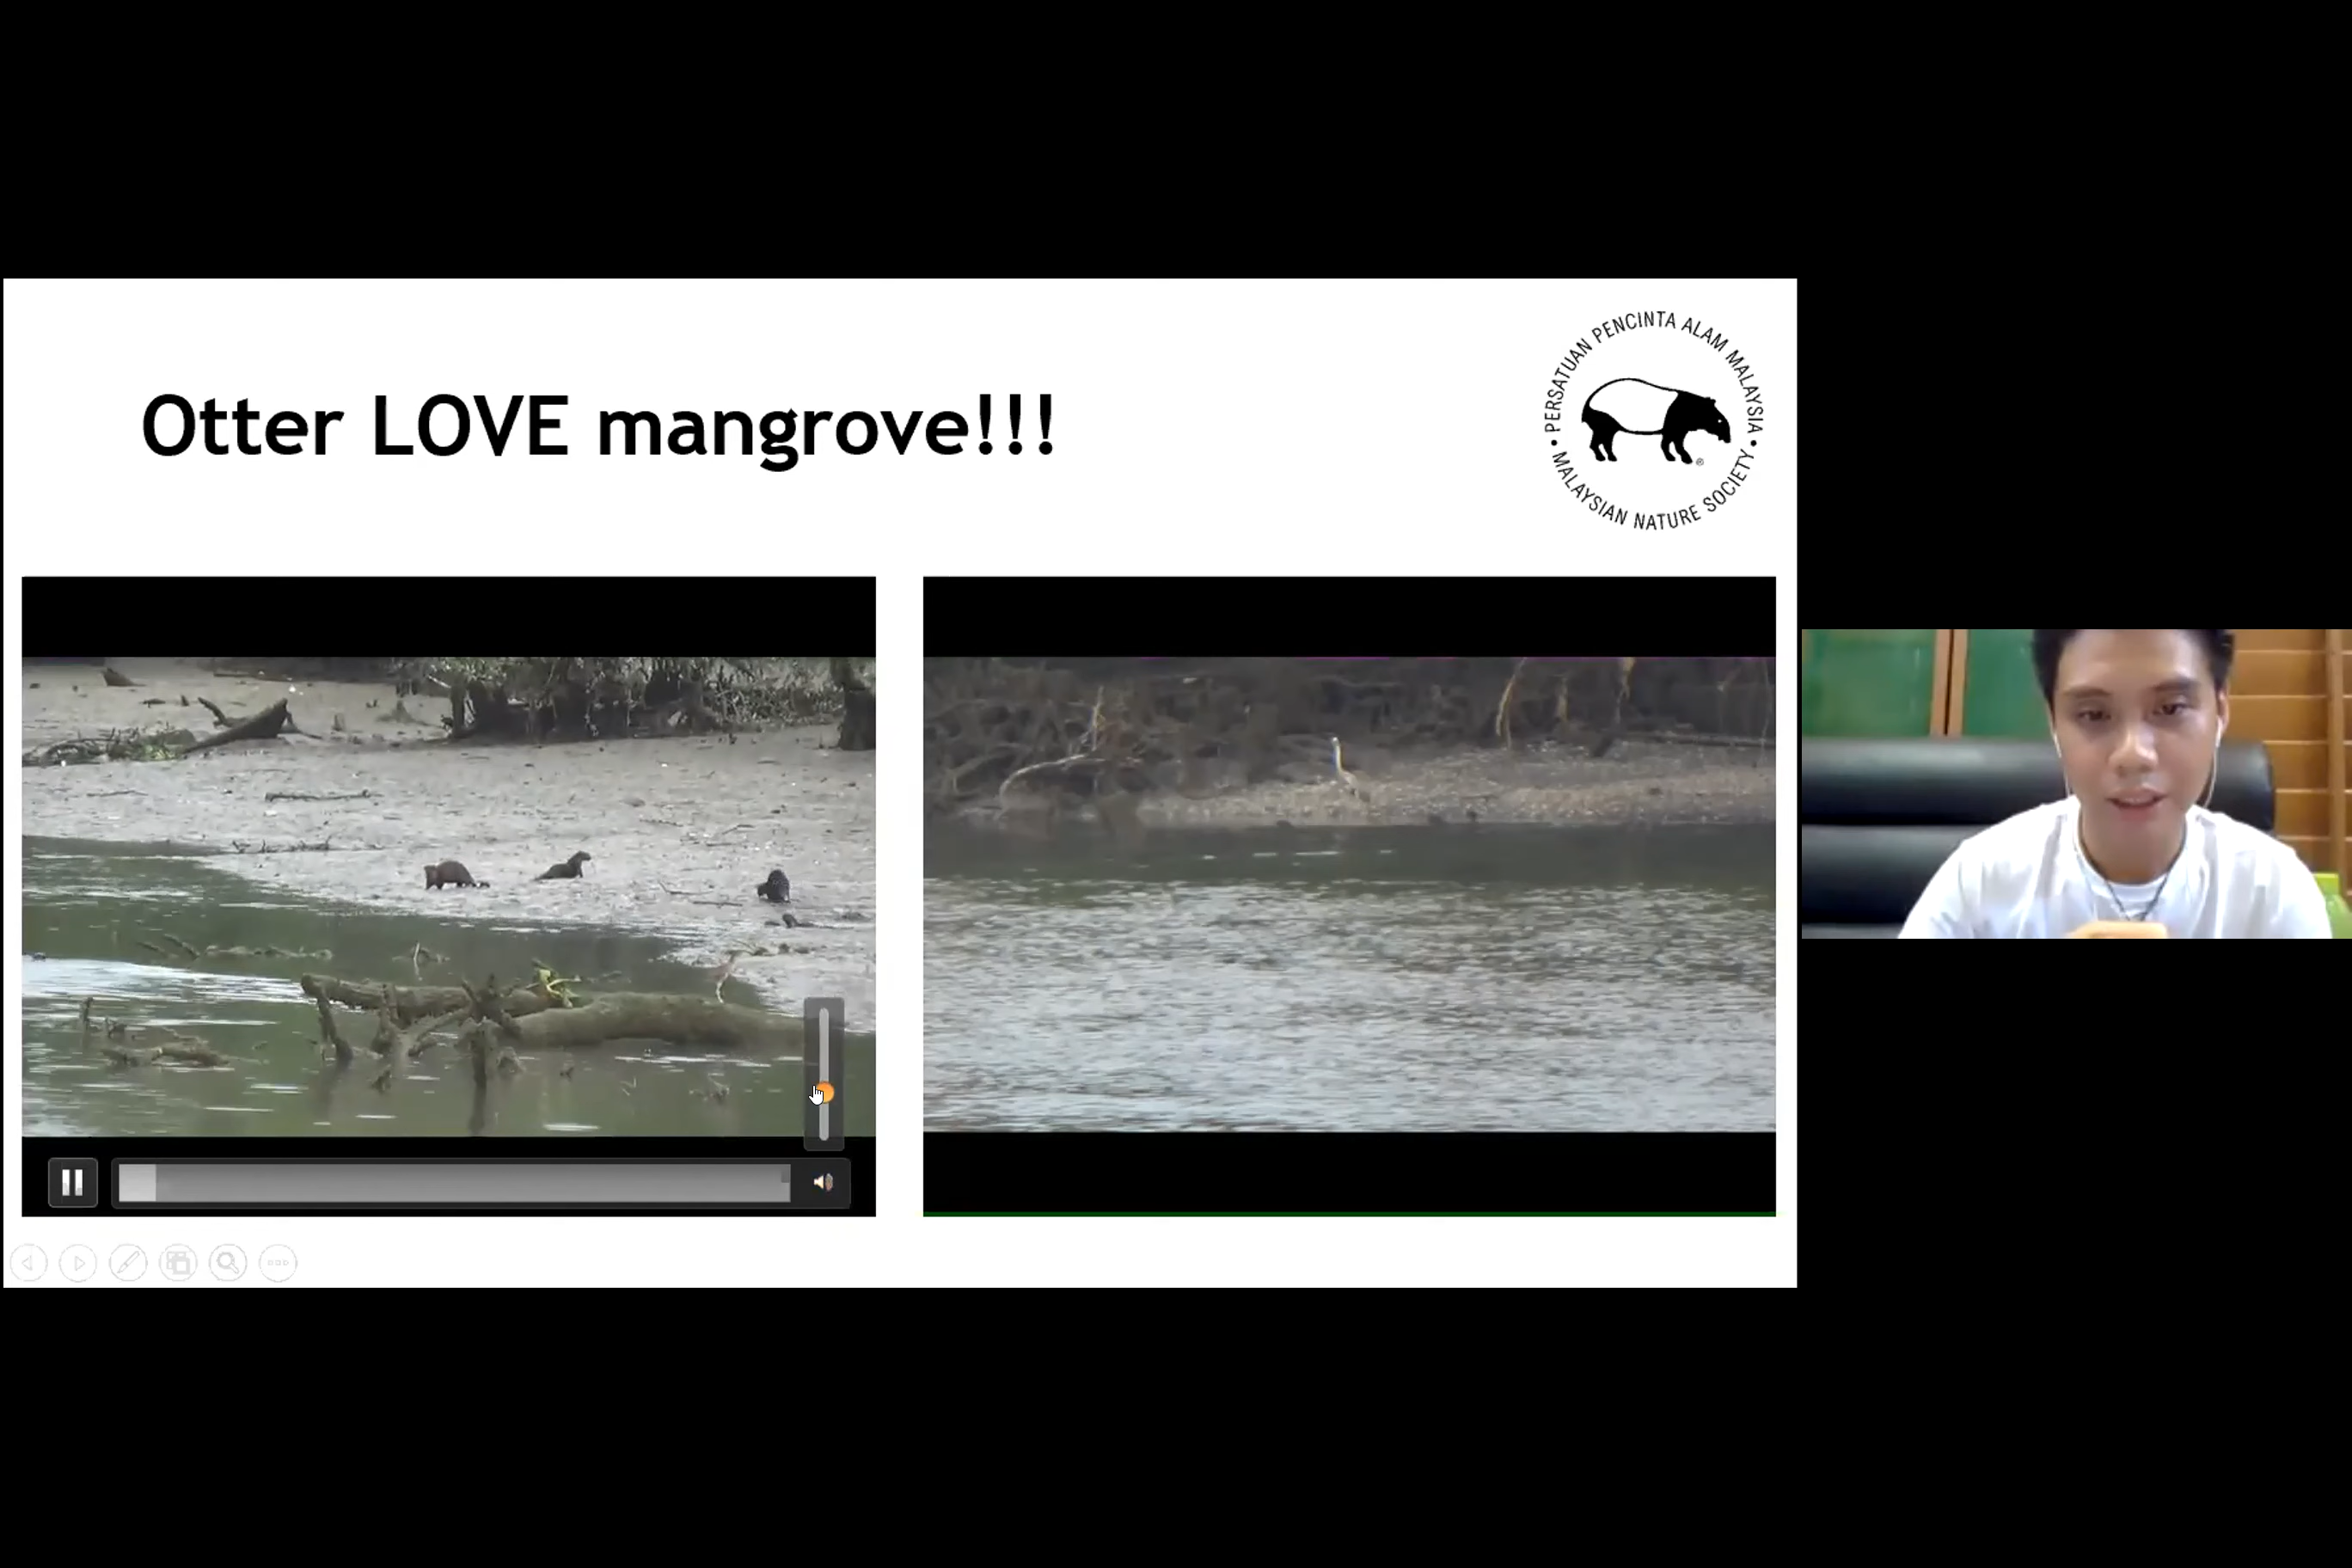 Otter LOVE mangrove!!!
• PERSATUAN PENCINTA ALAM MALAYSIA •
MALAYSIAN NATURE SOCIETY
®